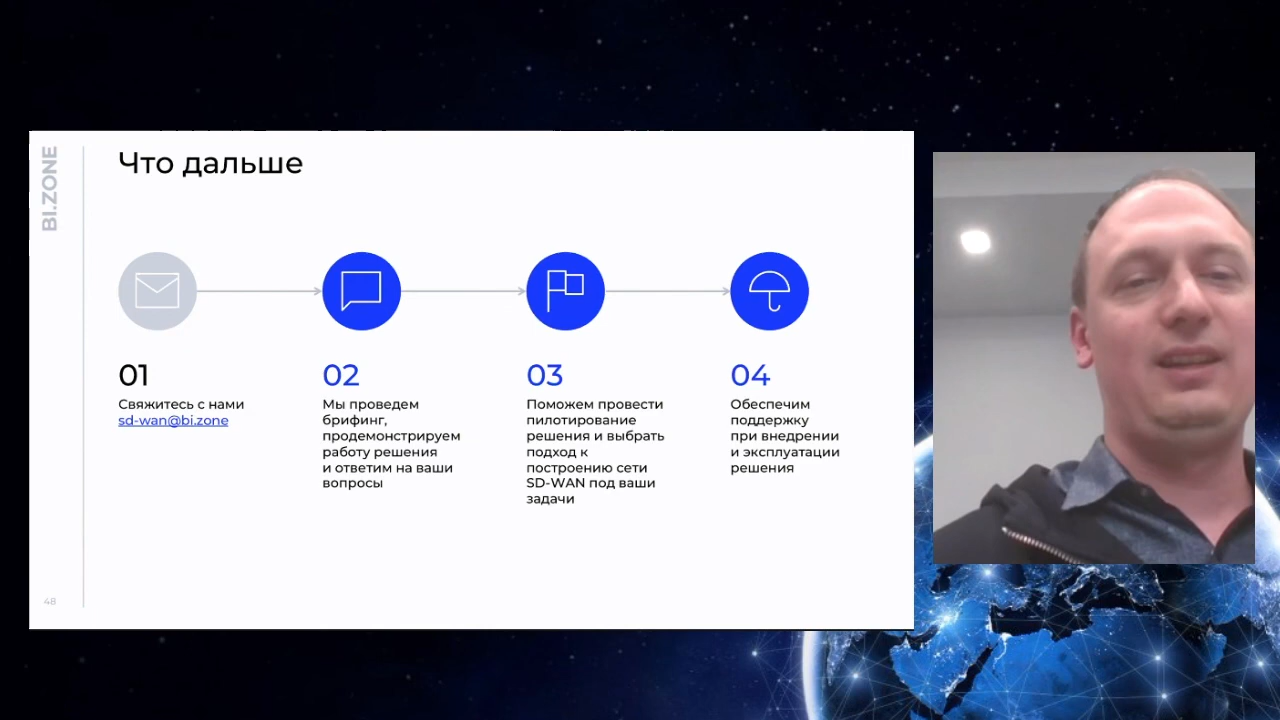 BI.ZONE
Что дальше
01
Свяжитесь с нами
sd-wan@bi.zone
02
Мы проведем
брифинг,
продемонстрируем
работу решения
и ответим на ваши
вопросы
03
Поможем провести
пилотирование
решения и выбрать
подход к
построению сети
SD-WAN под ваши
задачи
04
Обеспечим
поддержку
при внедрении
и эксплуатации
решения
48